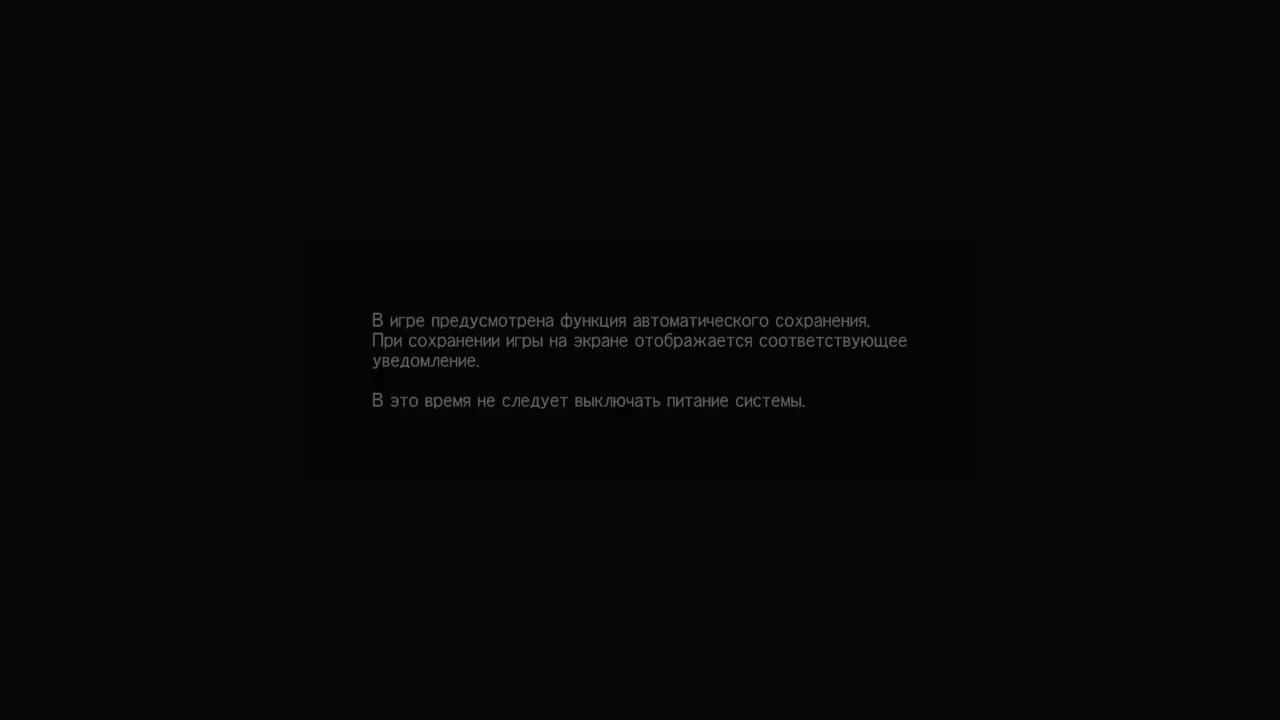 В игре предусмотрена функция автоматического сохранения.
При сохранении игры на экране отображается соответствующее
уведомление.
В это время не следует выключать питание системы.